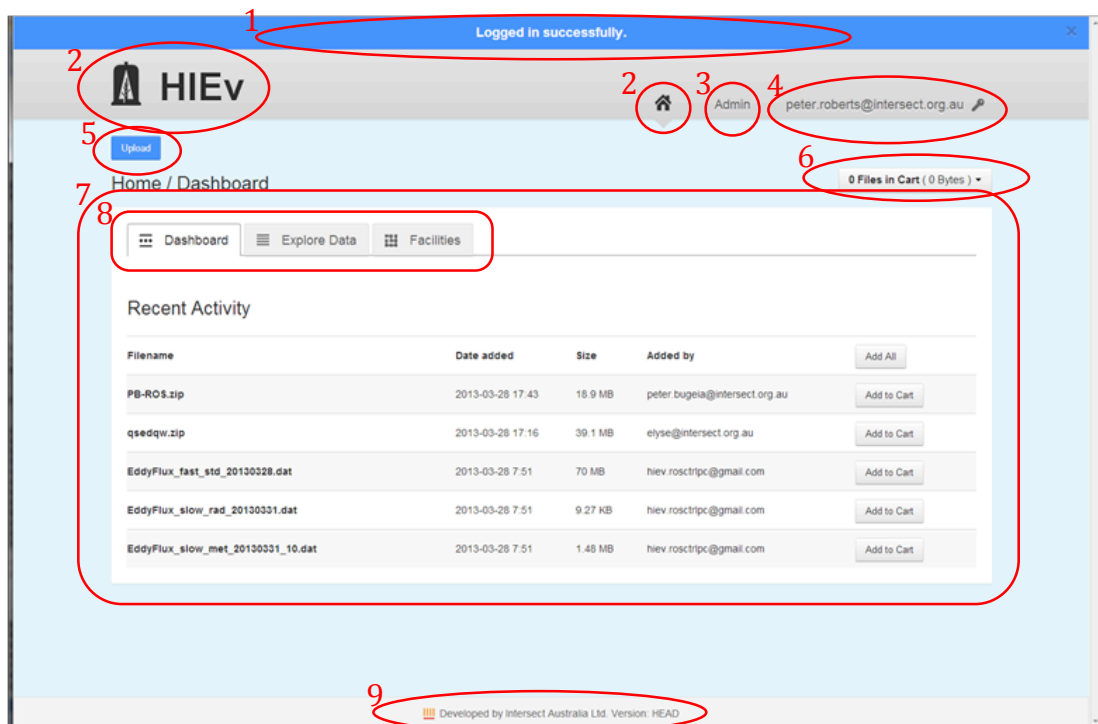 1
Logged in successfully.
×
2
HIEv
2
3
Admin
4
peter.roberts@intersect.org.au
5
Upload
6
0 Files in Cart ( 0 Bytes )
Home / Dashboard
7
8
Dashboard
Explore Data
Facilities
Recent Activity
Filename Date added Size Added by Add All
PB-ROS.zip 2013-03-28 17:43 18.9 MB peter.bugeia@intersect.org.au Add to Cart
qsedqw.zip 2013-03-28 17:16 39.1 MB elyse@intersect.org.au Add to Cart
EddyFlux_fast_std_20130328.dat 2013-03-28 7:51 70 MB hiev.rosctrlpc@gmail.com Add to Cart
EddyFlux_slow_rad_20130331.dat 2013-03-28 7:51 9.27 KB hiev.rosctrlpc@gmail.com Add to Cart
EddyFlux_slow_met_20130331_10.dat 2013-03-28 7:51 1.48 MB hiev.rosctrlpc@gmail.com Add to Cart
9
Developed by Intersect Australia Ltd. Version: HEAD